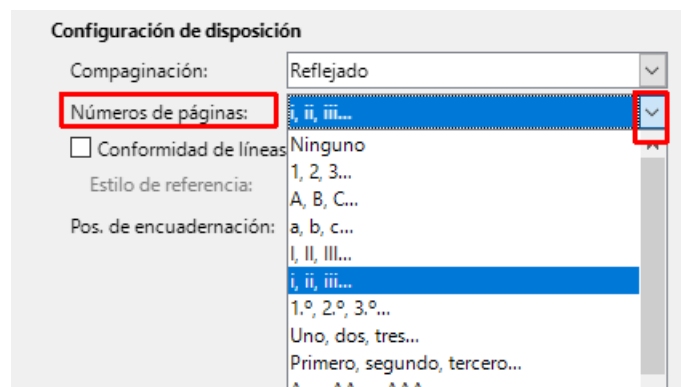 Configuración de disposición
Compaginación: Reflejado
Números de páginas: i, ii, iii...
Conformidad de líneas Ninguno
1, 2, 3...
Estilo de referencia:
A, B, C...
Pos. de encuadernación: a, b, c...
I, II, III...
i, ii, iii...
1.º, 2.º, 3.º...
Uno, dos, tres...
Primero, segundo, tercero...